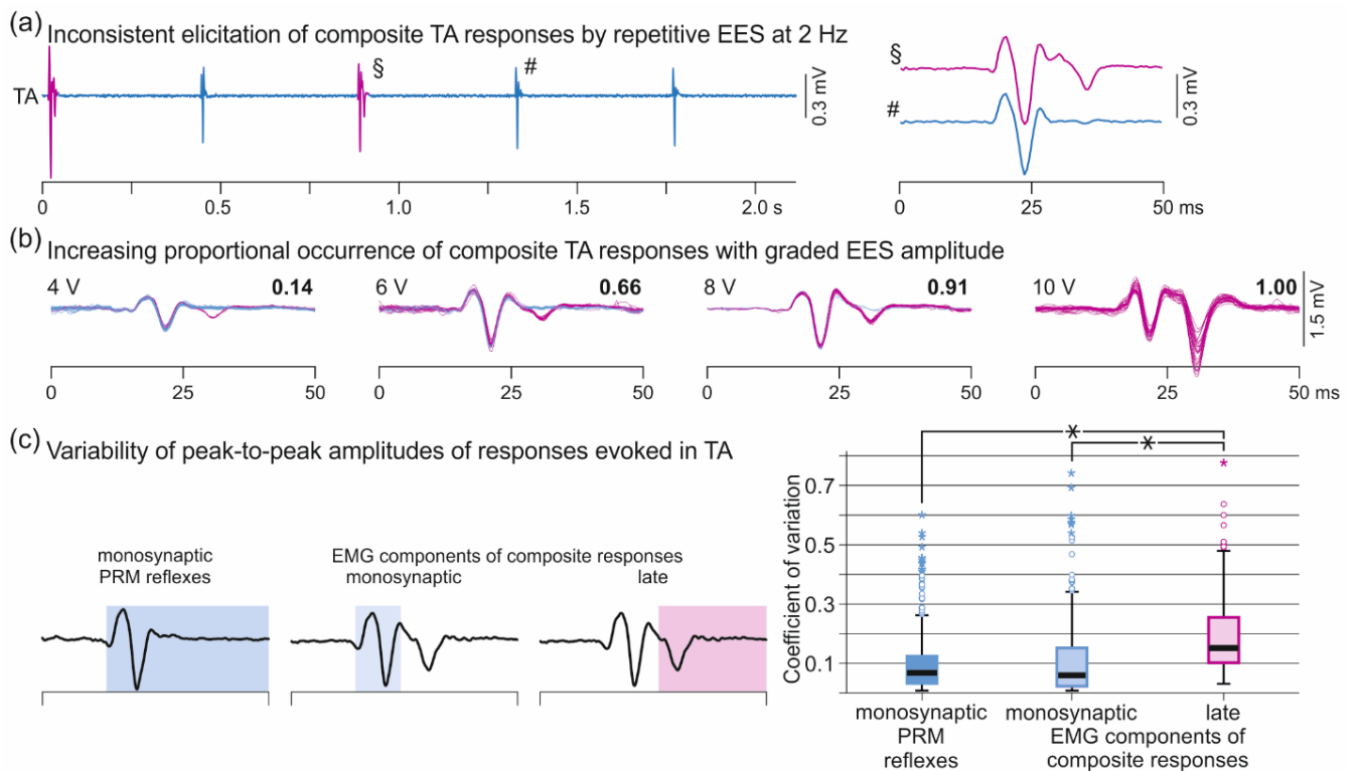 (a) Inconsistent elicitation of composite TA responses by repetitive EES at 2 Hz
§ #
TA
0.3 mV
0 0.5 1.0 1.5 2.0 s
§
#
0.3 mV
0 25 50 ms
(b) Increasing proportional occurrence of composite TA responses with graded EES amplitude
4 V 0.14 6 V 0.66 8 V 0.91 10 V 1.00
1.5 mV
0 25 50 0 25 50 0 25 50 0 25 50 ms
(c) Variability of peak-to-peak amplitudes of responses evoked in TA
monosynaptic
PRM reflexes
EMG components of composite responses
monosynaptic late
Coefficient of variation
0.7
0.5
0.3
0.1
monosynaptic
PRM
reflexes
monosynaptic late
EMG components of
composite responses